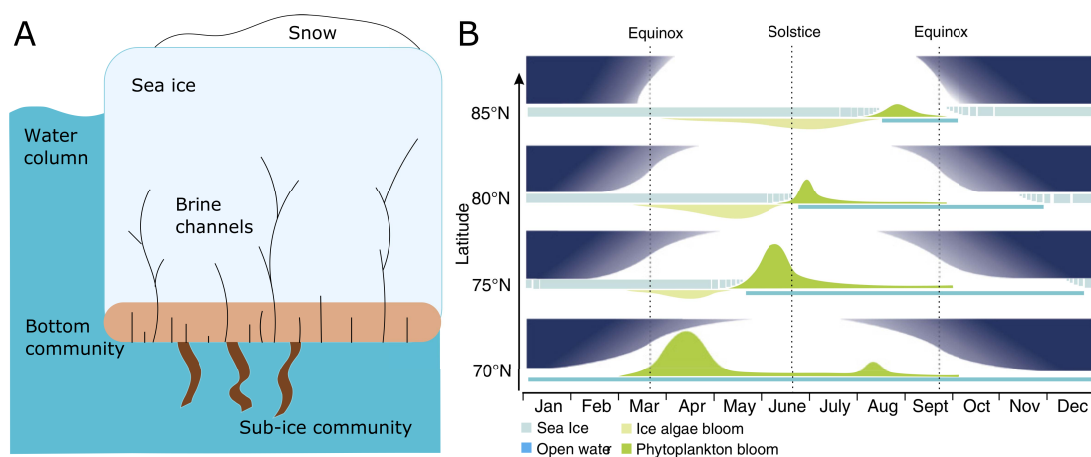 A
Snow
Sea ice
Water
column
Brine
channels
Bottom
community
Sub-ice community
B
Equinox
Solstice
Equinox
85°N
80°N
75°N
70°N
Latitude
Jan
Feb
Mar
Apr
May
June
July
Aug
Sept
Oct
Nov
Dec
Sea Ice
Ice algae bloom
Open water
Phytoplankton bloom